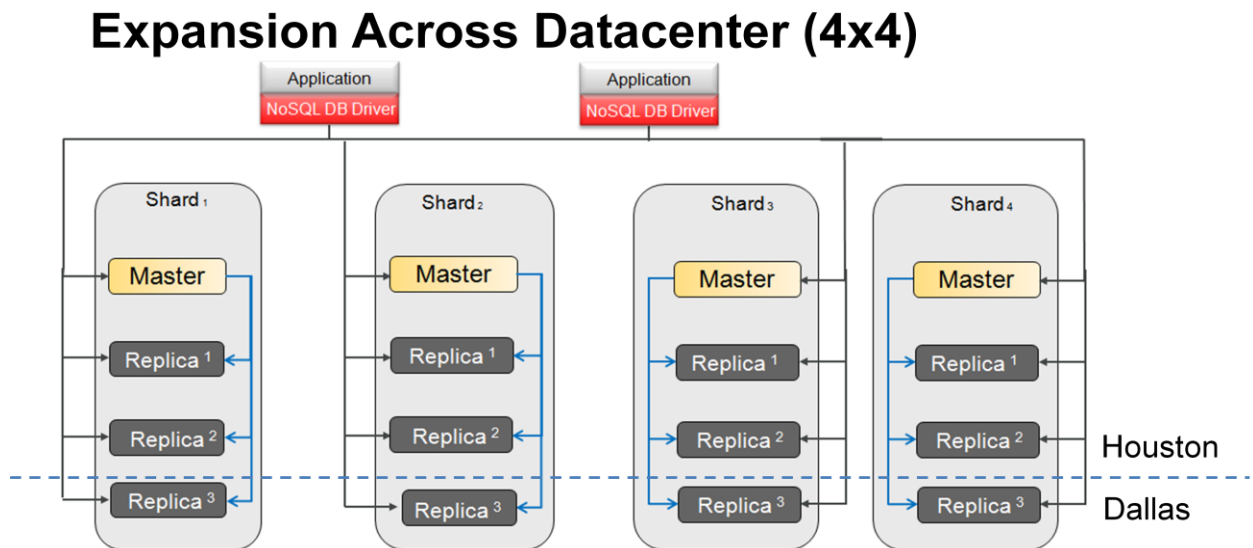 Expansion Across Datacenter (4x4)
Application
NoSQL DB Driver
Application
NoSQL DB Driver
Shard 1
Master
Replica 1
Replica 2
Replica 3
Shard 2
Master
Replica 1
Replica 2
Replica 3
Shard 3
Master
Replica 1
Replica 2
Replica 3
Shard 4
Master
Replica 1
Replica 2
Replica 3
Houston
Dallas